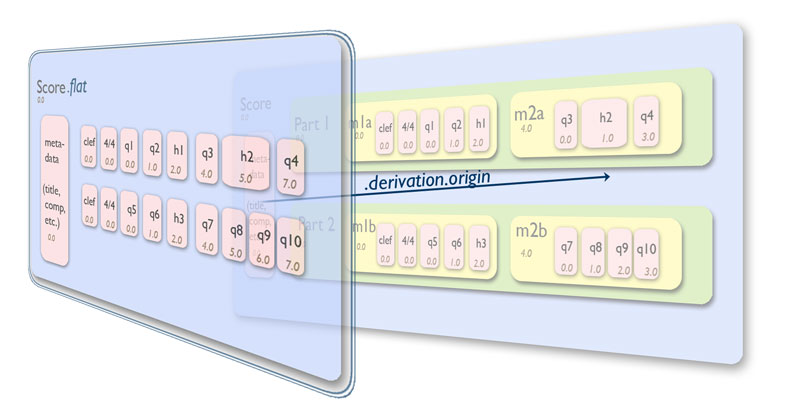 Score.flat
0.0
meta-
data
(title,
comp,
etc.)
0.0
clef 4/4 q1 q2 h1 q3 h2 q4
0.0 0.0 0.0 1.0 2.0 4.0 5.0 7.0
clef 4/4 q5 q6 h3 q7 q8 q9 q10
0.0 0.0 0.0 1.0 2.0 4.0 5.0 6.0 7.0
Score
0.0
meta-
data
(title,
comp,
etc.)
Part 1
m1a
0.0
clef 4/4 q1 q2 h1
0.0 0.0 0.0 1.0 2.0
m2a
4.0
q3 h2 q4
0.0 1.0 3.0
.derivation.origin
Part 2
m1b
0.0
clef 4/4 q5 q6 h3
0.0 0.0 0.0 1.0 2.0
m2b
4.0
q7 q8 q9 q10
0.0 1.0 2.0 3.0